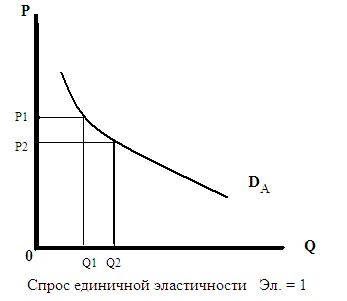 P
P1
P2
D A
0
Q1 Q2
Q
Спрос единичной эластичности Эл. = 1